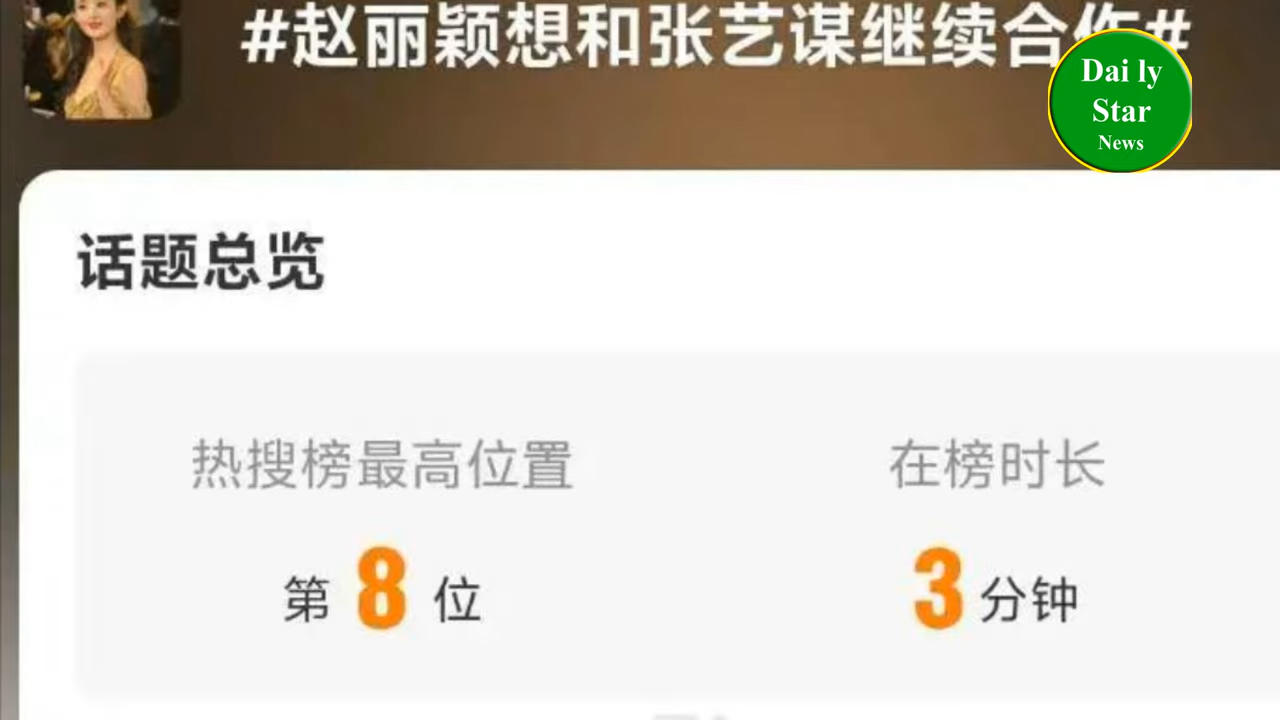 #赵丽颖想和张艺谋继续合作#
Dai ly
Star
News
话题总览
热搜榜最高位置
在榜时长
第 8 位
3 分钟